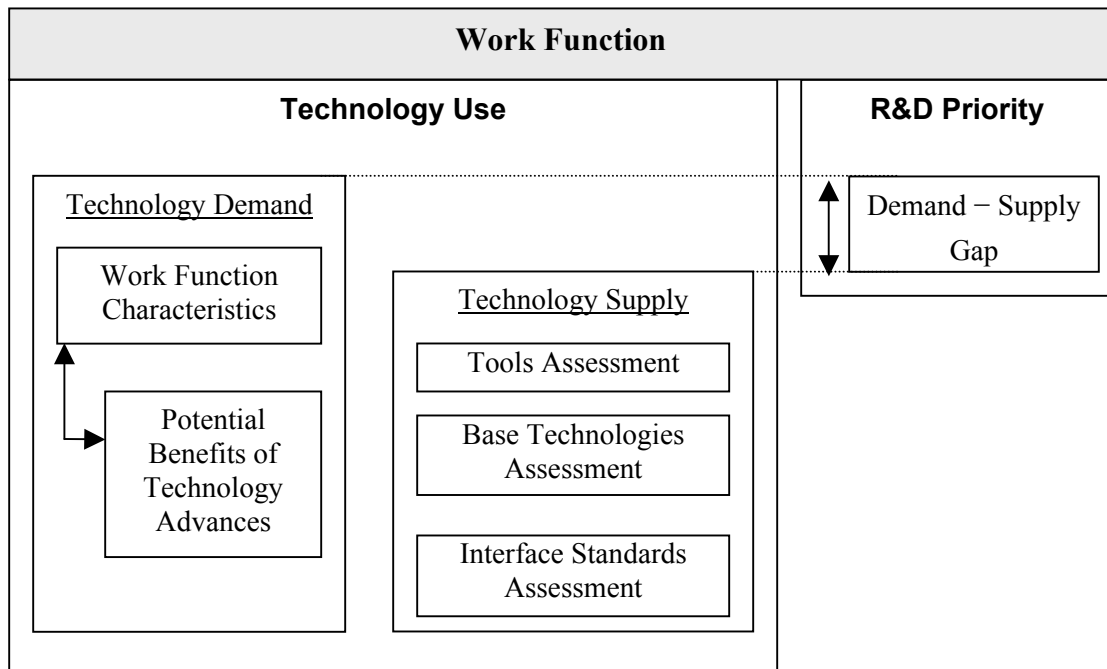 Work Function
Technology Use
R&D Priority
Technology Demand
Work Function
Characteristics
Potential
Benefits of
Technology
Advances
Technology Supply
Tools Assessment
Base Technologies
Assessment
Interface Standards
Assessment
Demand − Supply
Gap